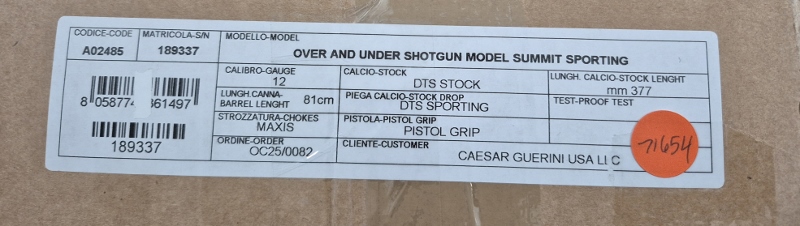 CODICE-CODE MATRICOLA-S/N MODELLO-MODEL
A02485 189337 OVER AND UNDER SHOTGUN MODEL SUMMIT SPORTING
CALIBRO-GAUGE CALCIO-STOCK LUNGH. CALCIO-STOCK LENGHT
12 DTS STOCK mm 377
LUNGH.CANNA- 81cm PIEGA CALCIO-STOCK DROP TEST-PROOF TEST
BARREL LENGHT DTS SPORTING
8 058774 861497
STROZZATURA-CHOKES PISTOLA-PISTOL GRIP
MAXIS PISTOL GRIP
ORDINE-ORDER CLIENTE-CUSTOMER
189337 OC25/0082 CAESAR GUERINI USA LLC
71654